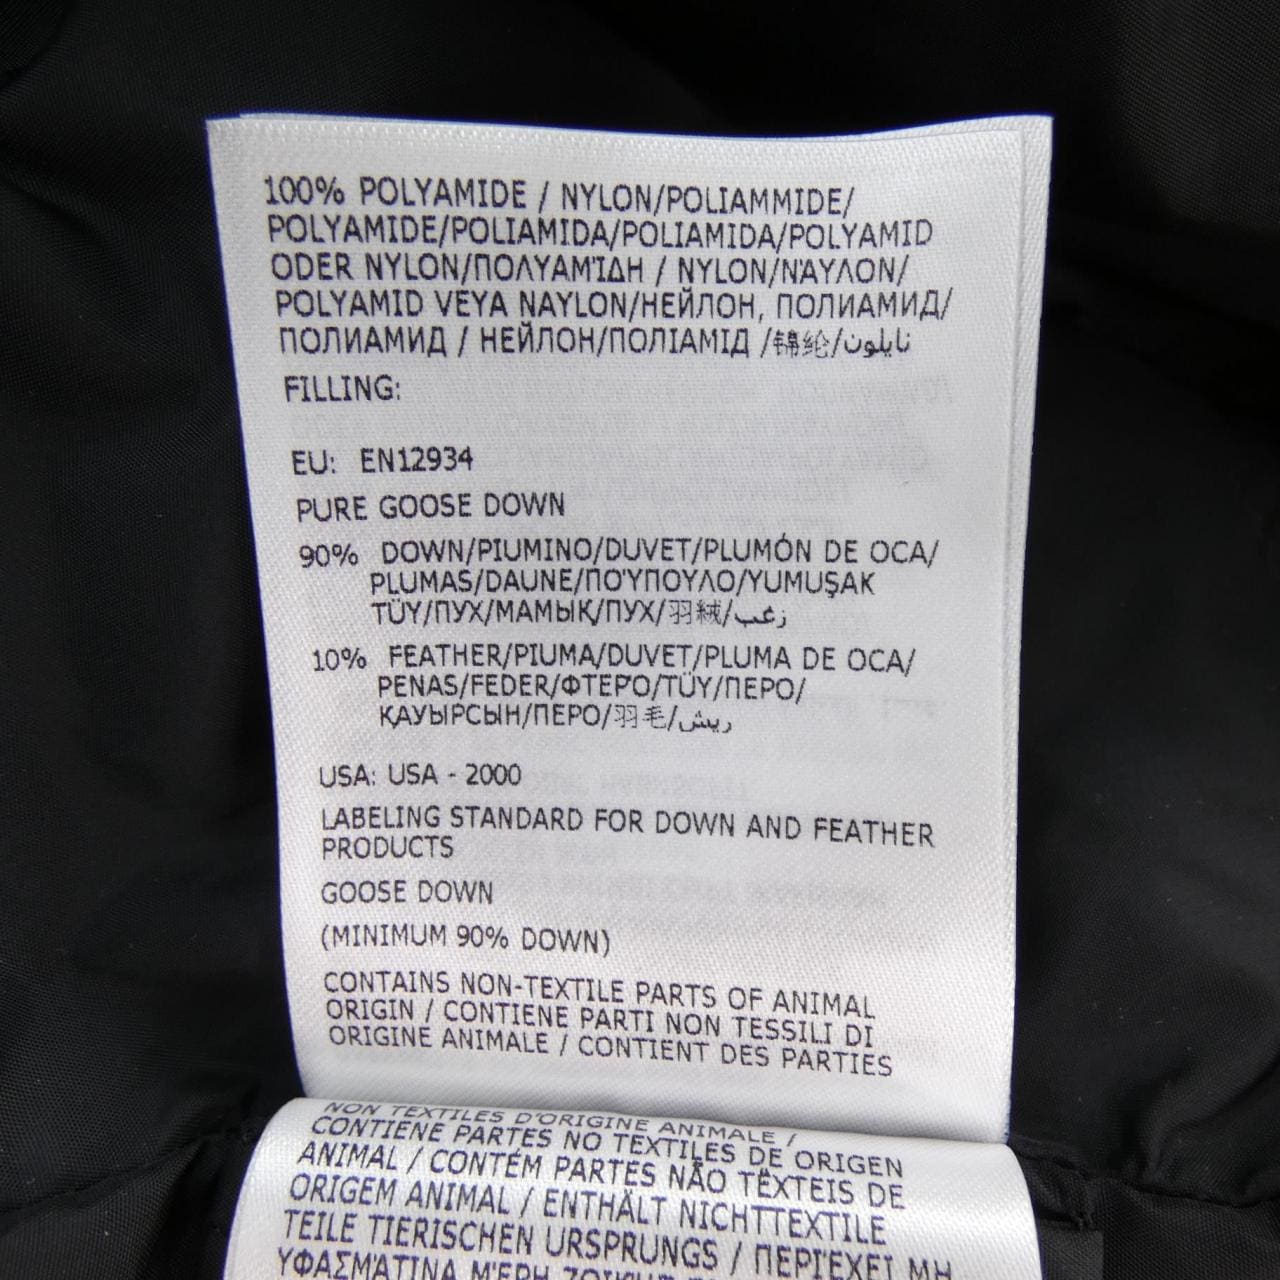 100% POLYAMIDE / NYLON/POLIAMMIDE/
POLYAMIDE/POLIAMIDA/POLIAMIDA/POLYAMID
ODER NYLON/ΠΟΛΥΑΜΊΔΗ / NYLON/ΝΆΥΛΟΝ/
POLYAMID VEYA NAYLON/НЕЙЛОН, ПОЛИАМИД/
ПОЛИАМИД / НЕЙЛОН/ПОЛІАМІД /锦纶/نايلون
FILLING:
EU: EN12934
PURE GOOSE DOWN
90% DOWN/PIUMINO/DUVET/PLUMÓN DE OCA/
PLUMAS/DAUNE/ΠΟΎΠΟΥΛΟ/YUMUŞAK
TÜY/ПУХ/МАМЫҚ/ПУХ/羽絨/زغب
10% FEATHER/PIUMA/DUVET/PLUMA DE OCA/
PENAS/FEDER/ΦΤΕΡΌ/TÜY/ПЕРО/
ҚАУЫРСЫН/ПЕРО/羽毛/ريش
USA: USA - 2000
LABELING STANDARD FOR DOWN AND FEATHER
PRODUCTS
GOOSE DOWN
(MINIMUM 90% DOWN)
CONTAINS NON-TEXTILE PARTS OF ANIMAL
ORIGIN / CONTIENE PARTI NON TESSILI DI
ORIGINE ANIMALE / CONTIENT DES PARTIES
NON TEXTILES D'ORIGINE ANIMALE /
CONTIENE PARTES NO TEXTILES DE ORIGEN
ANIMAL / CONTÉM PARTES NÃO TËXTEIS DE
ORIGEM ANIMAL / ENTHÄLT NICHTTEXTILE
TEILE TIERISCHEN URSPRUNGS / ΠΕΡΙΈΧΕΙ ΜΗ
ΥΦΑΣΜΆΤΙΝΑ ΜΈΡΗ